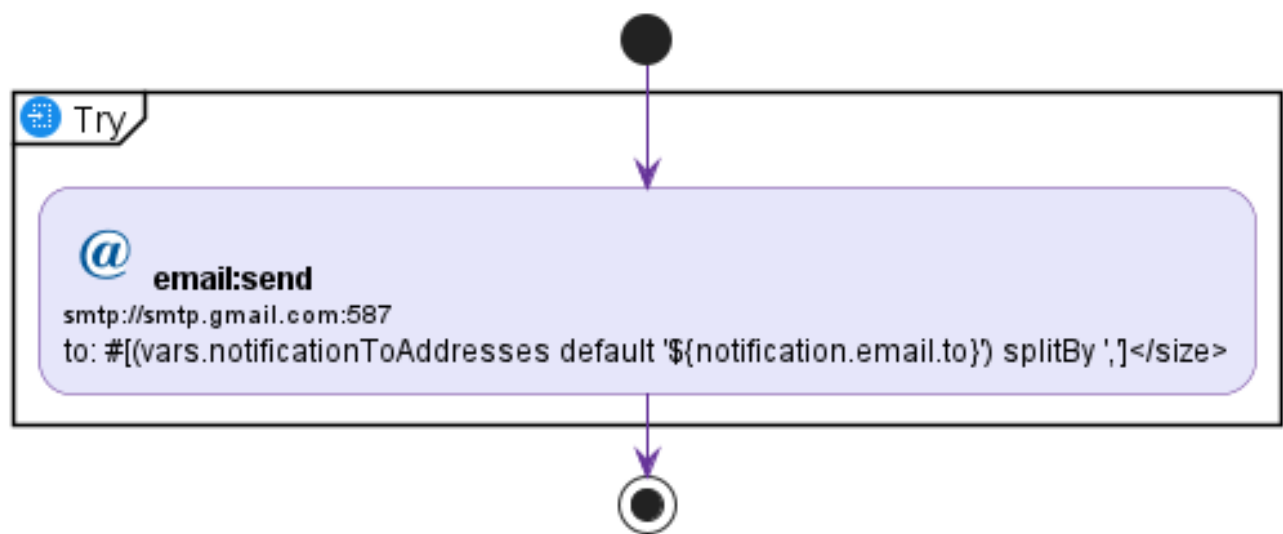 Try
@ email:send
smtp://smtp.gmail.com:587
to: #[(vars.notificationToAddresses default '${notification.email.to}') splitBy ',']</size>